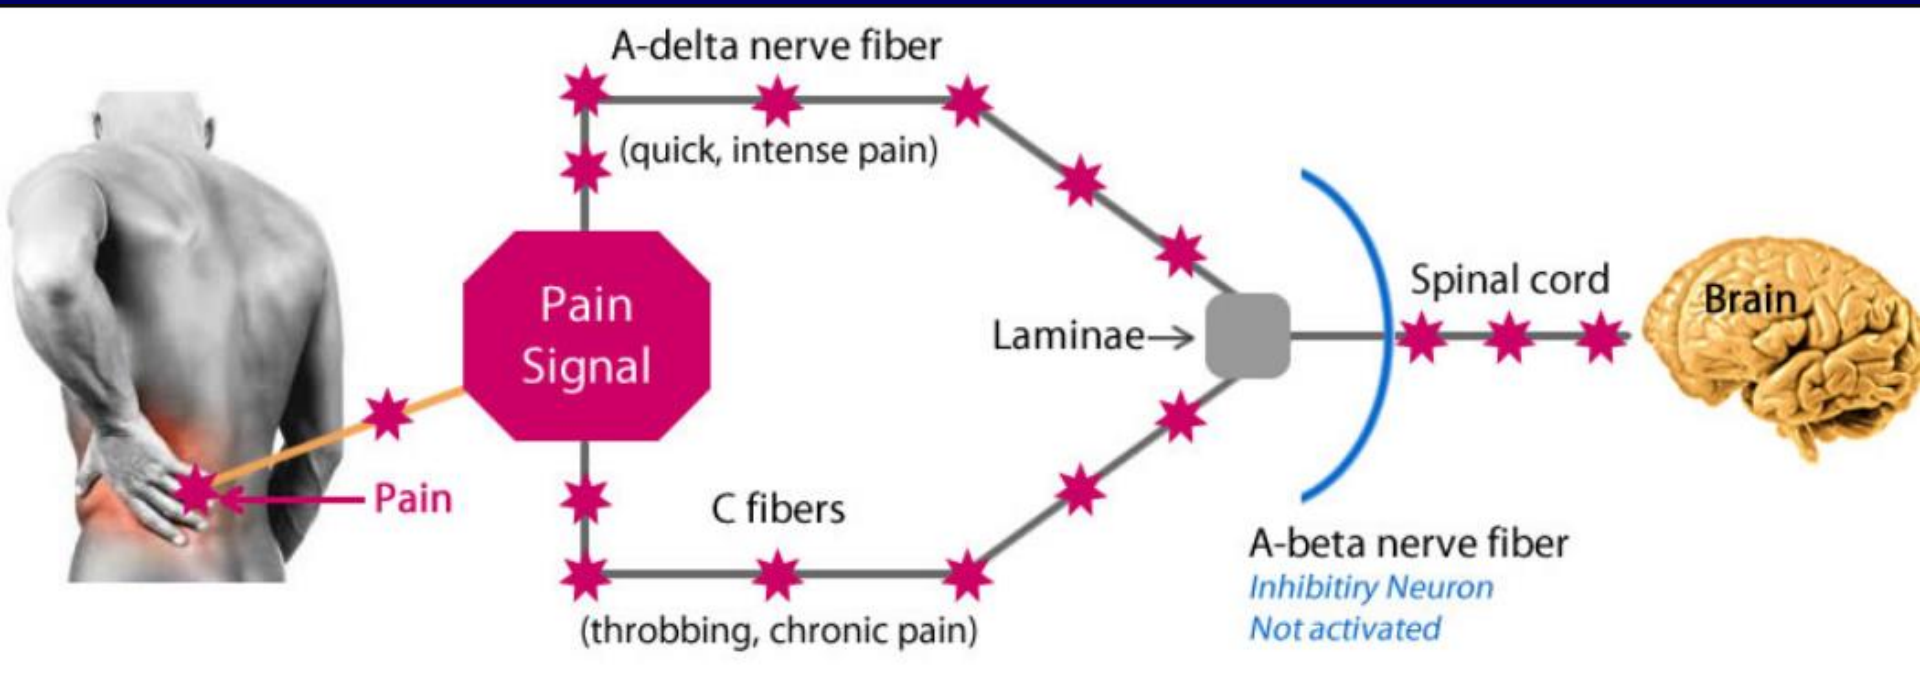 A-delta nerve fiber
(quick, intense pain)
Pain
Signal
Spinal cord
Brain
Laminae
Pain
C fibers
(throbbing, chronic pain)
A-beta nerve fiber
Inhibitiry Neuron
Not activated